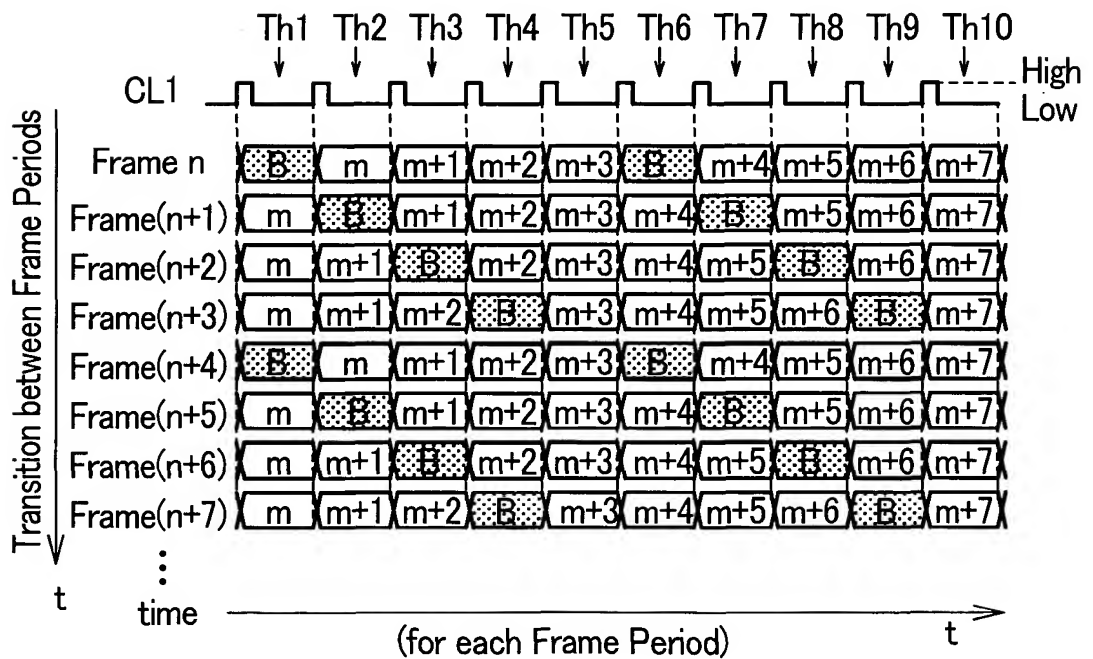 Th1 Th2 Th3 Th4 Th5 Th6 Th7 Th8 Th9 Th10
CL1
High
Low
Transition between Frame Periods
Frame n B m m+1 m+2 m+3 B m+4 m+5 m+6 m+7
Frame(n+1) m B m+1 m+2 m+3 m+4 B m+5 m+6 m+7
Frame(n+2) m m+1 B m+2 m+3 m+4 m+5 B m+6 m+7
Frame(n+3) m m+1 m+2 B m+3 m+4 m+5 m+6 B m+7
Frame(n+4) B m m+1 m+2 m+3 B m+4 m+5 m+6 m+7
Frame(n+5) m B m+1 m+2 m+3 m+4 B m+5 m+6 m+7
Frame(n+6) m m+1 B m+2 m+3 m+4 m+5 B m+6 m+7
Frame(n+7) m m+1 m+2 B m+3 m+4 m+5 m+6 B m+7
t
time
(for each Frame Period)
t